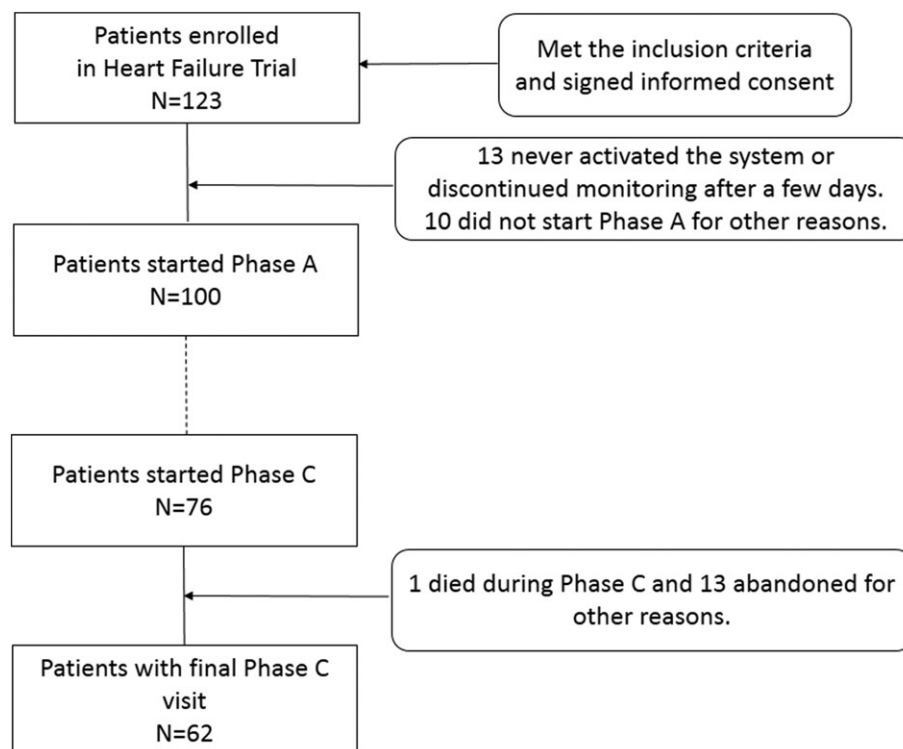 Patients enrolled
in Heart Failure Trial
N=123
Met the inclusion criteria
and signed informed consent
13 never activated the system or
discontinued monitoring after a few days.
10 did not start Phase A for other reasons.
Patients started Phase A
N=100
Patients started Phase C
N=76
1 died during Phase C and 13 abandoned for
other reasons.
Patients with final Phase C
visit
N=62